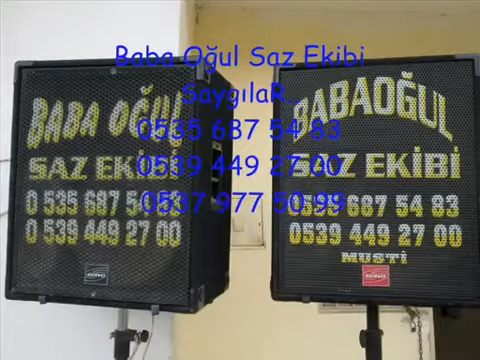 Baba Oğul Saz Ekibi
SaygılaR
0535 687 54 83
0539 449 27 00
0537 977 50 99
BABA OĞUL
SAZ EKİBİ
0 535 687 54 83
0 539 449 27 00
BABAOĞUL
SAZ EKİBİ
0535 687 54 83
0539 449 27 00
MUSTİ